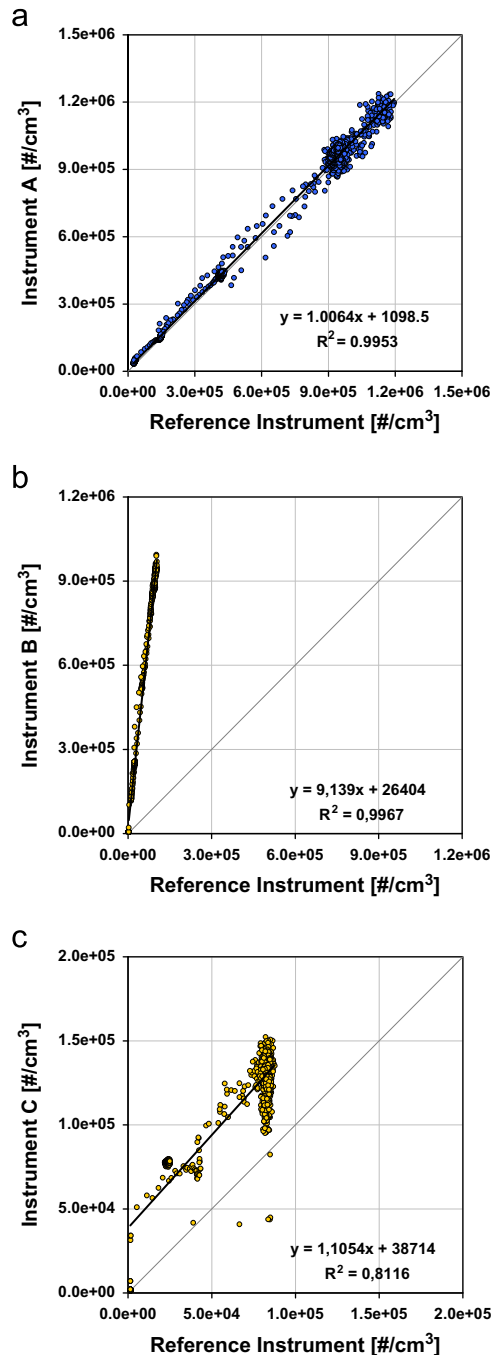 a
1.5e+06
1.2e+06
9.0e+05
6.0e+05
3.0e+05
0.0e+00
Instrument A [#/cm³]
y = 1.0064x + 1098.5
R² = 0.9953
0.0e+00 3.0e+05 6.0e+05 9.0e+05 1.2e+06 1.5e+06
Reference Instrument [#/cm³]
b
1.2e+06
9.0e+05
6.0e+05
3.0e+05
0.0e+00
Instrument B [#/cm³]
y = 9,139x + 26404
R² = 0,9967
0.0e+00 3.0e+05 6.0e+05 9.0e+05 1.2e+06
Reference Instrument [#/cm³]
c
2.0e+05
1.5e+05
1.0e+05
5.0e+04
0.0e+00
Instrument C [#/cm³]
y = 1,1054x + 38714
R² = 0,8116
0.0e+00 5.0e+04 1.0e+05 1.5e+05 2.0e+05
Reference Instrument [#/cm³]